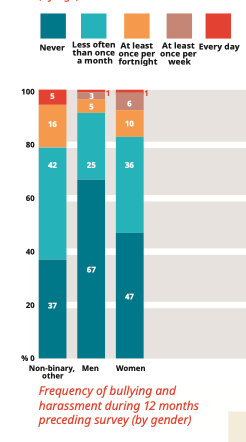 Never
Less often than once a month
At least once per fortnight
At least once per week
Every day
100
80
60
40
20
% 0
5
16
42
37
1
3
5
25
67
1
6
10
36
47
Non-binary, other
Men
Women
Frequency of bullying and
harassment during 12 months
preceding survey (by gender)